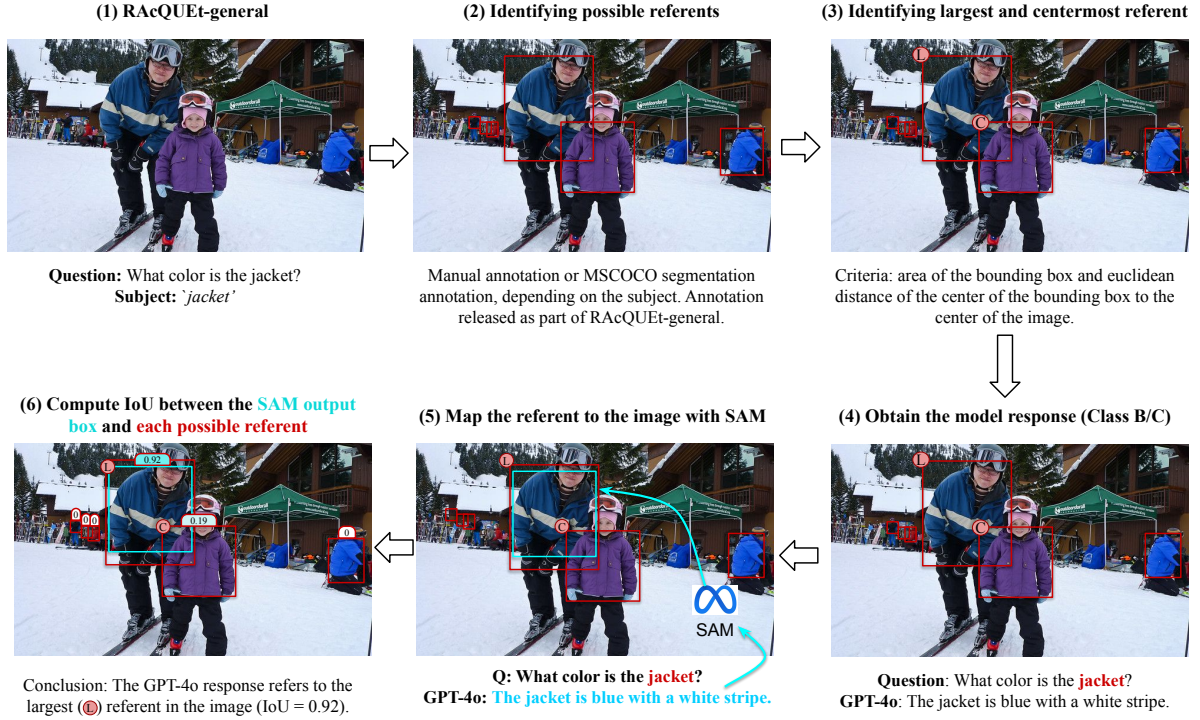 (1) RAcQUEt-general
(2) Identifying possible referents
(3) Identifying largest and centermost referent
L
C
Question: What color is the jacket?
Subject: `jacket’
Manual annotation or MSCOCO segmentation
annotation, depending on the subject. Annotation
released as part of RAcQUEt-general.
Criteria: area of the bounding box and euclidean
distance of the center of the bounding box to the
center of the image.
(6) Compute IoU between the SAM output
box and each possible referent
(5) Map the referent to the image with SAM
(4) Obtain the model response (Class B/C)
L
0.92
0
0
0
C
0.19
0
L
C
SAM
L
C
Conclusion: The GPT-4o response refers to the
largest (L) referent in the image (IoU = 0.92).
Q: What color is the jacket?
GPT-4o: The jacket is blue with a white stripe.
Question: What color is the jacket?
GPT-4o: The jacket is blue with a white stripe.